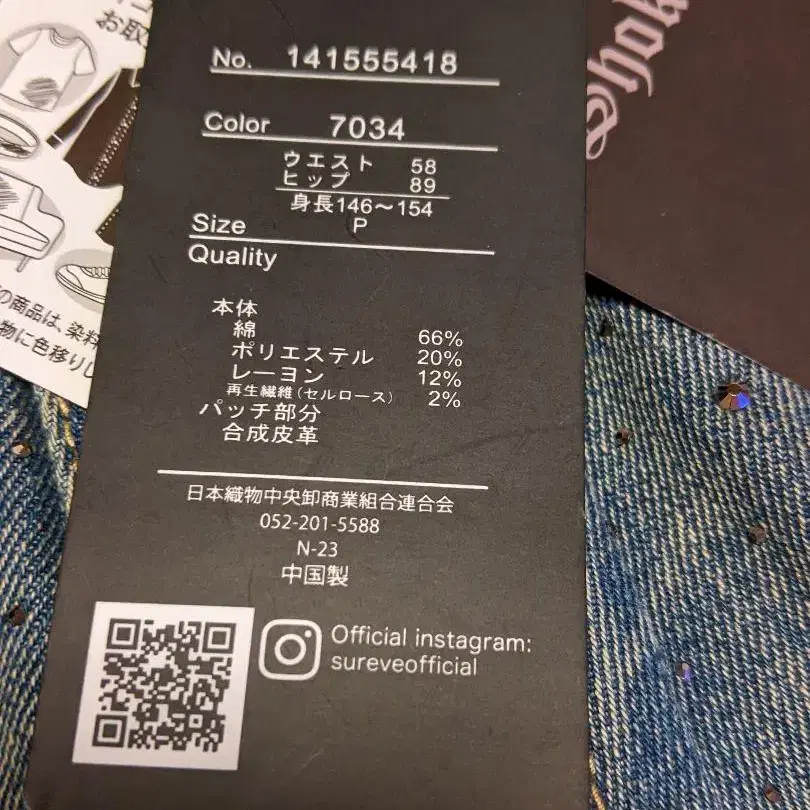 お取
の商品は、染料
物に色移りし
No. 141555418
Color 7034
ウエスト 58
ヒップ 89
身長146〜154
Size P
Quality
本体
綿 66%
ポリエステル 20%
レーヨン 12%
再生繊維(セルロース) 2%
パッチ部分
合成皮革
日本織物中央卸商業組合連合会
052-201-5588
N-23
中国製
Official instagram:
sureveofficial